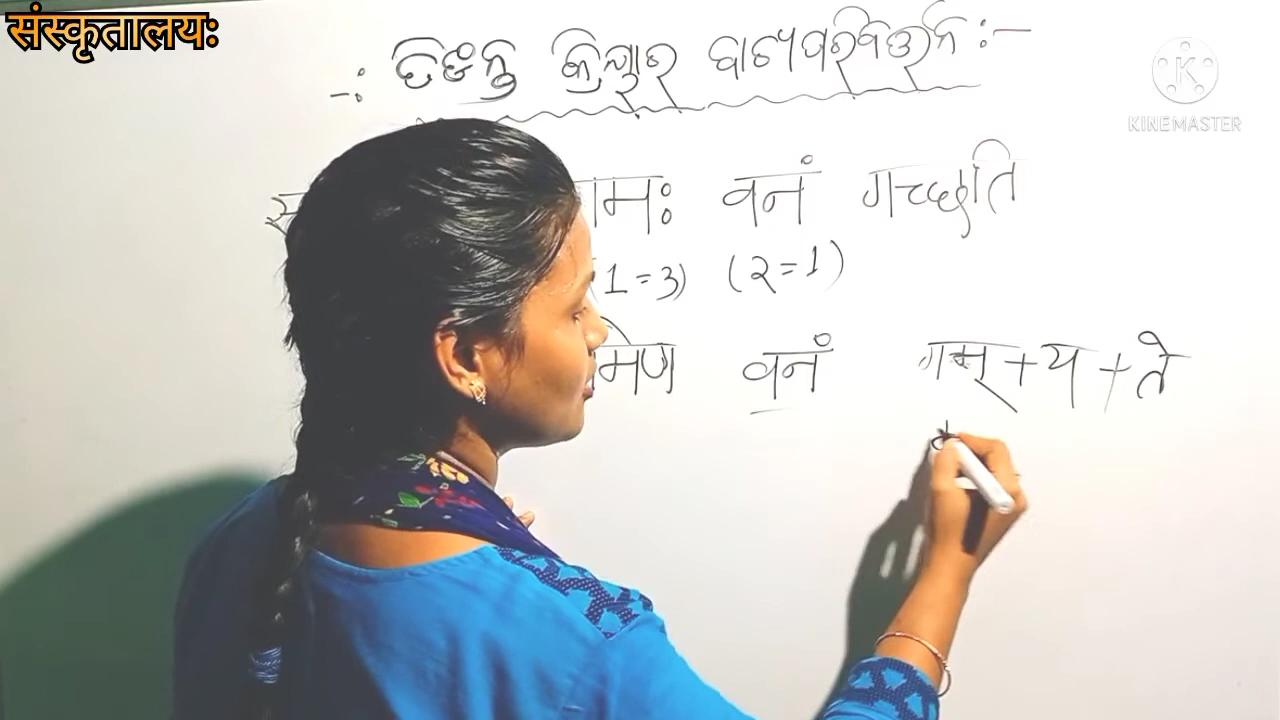 संस्कृतालयः
-: ତିଙନ୍ତ କ୍ରିୟାର ବାଚ୍ୟପରିବର୍ତ୍ତନ :-
KINEMASTER
वनं गच्छति
(1=3) (२=1)
वनं गम्+य+ते